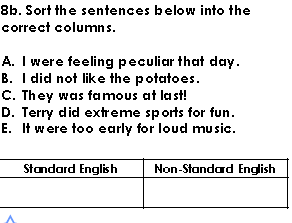 8b. Sort the sentences below into the
correct columns.
A. I were feeling peculiar that day.
B. I did not like the potatoes.
C. They was famous at last!
D. Terry did extreme sports for fun.
E. It were too early for loud music.
Standard English Non-Standard English